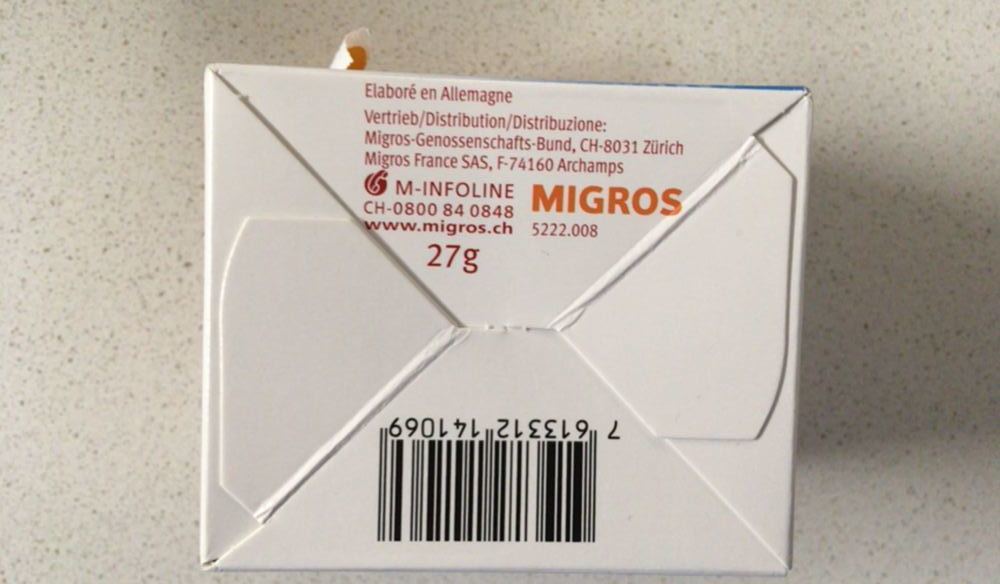 Elaboré en Allemagne
Vertrieb/Distribution/Distribuzione:
Migros-Genossenschafts-Bund, CH-8031 Zürich
Migros France SAS, F-74160 Archamps
M-INFOLINE
CH-0800 84 0848
www.migros.ch
MIGROS
5222.008
27g
7 613312 141069